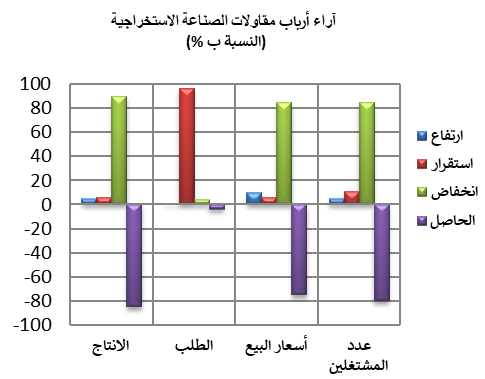 آراء أرباب مقاولات الصناعة الاستخراجية
(النسبة ب %)
100
80
60
40
20
0
-20
-40
-60
-80
-100
ارتفاع
استقرار
انخفاض
الحاصل
الانتاج
الطلب
أسعار البيع
عدد
المشتغلين